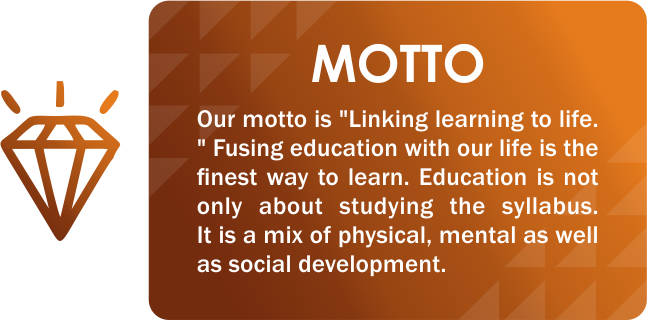 MOTTO
Our motto is "Linking learning to life.
" Fusing education with our life is the
finest way to learn. Education is not
only about studying the syllabus.
It is a mix of physical, mental as well
as social development.